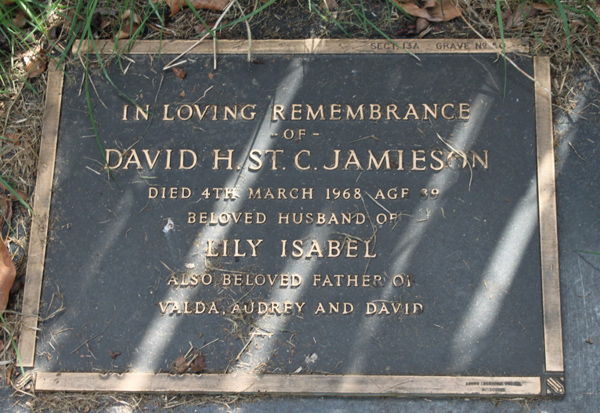 SECT. 13A GRAVE No. 50
IN LOVING REMEMBRANCE
- OF -
DAVID H. ST. C. JAMIESON
DIED 4TH MARCH 1968 AGE 39
BELOVED HUSBAND OF
LILY ISABEL
ALSO BELOVED FATHER OF
VALDA, AUDREY AND DAVID